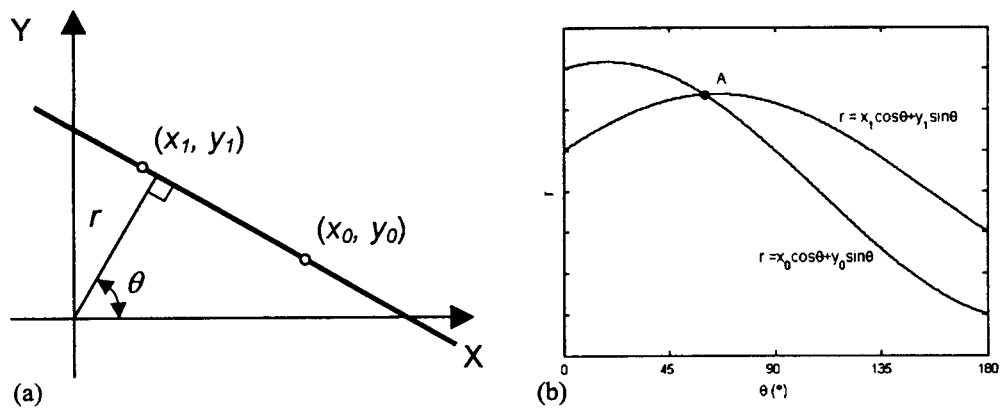 Y
(x₁, y₁)
(x₀, y₀)
r
θ
X
(a)
A
r = x₁cosθ+y₁sinθ
r =x₀cosθ+y₀sinθ
r
0 45 90 135 180
θ (°)
(b)